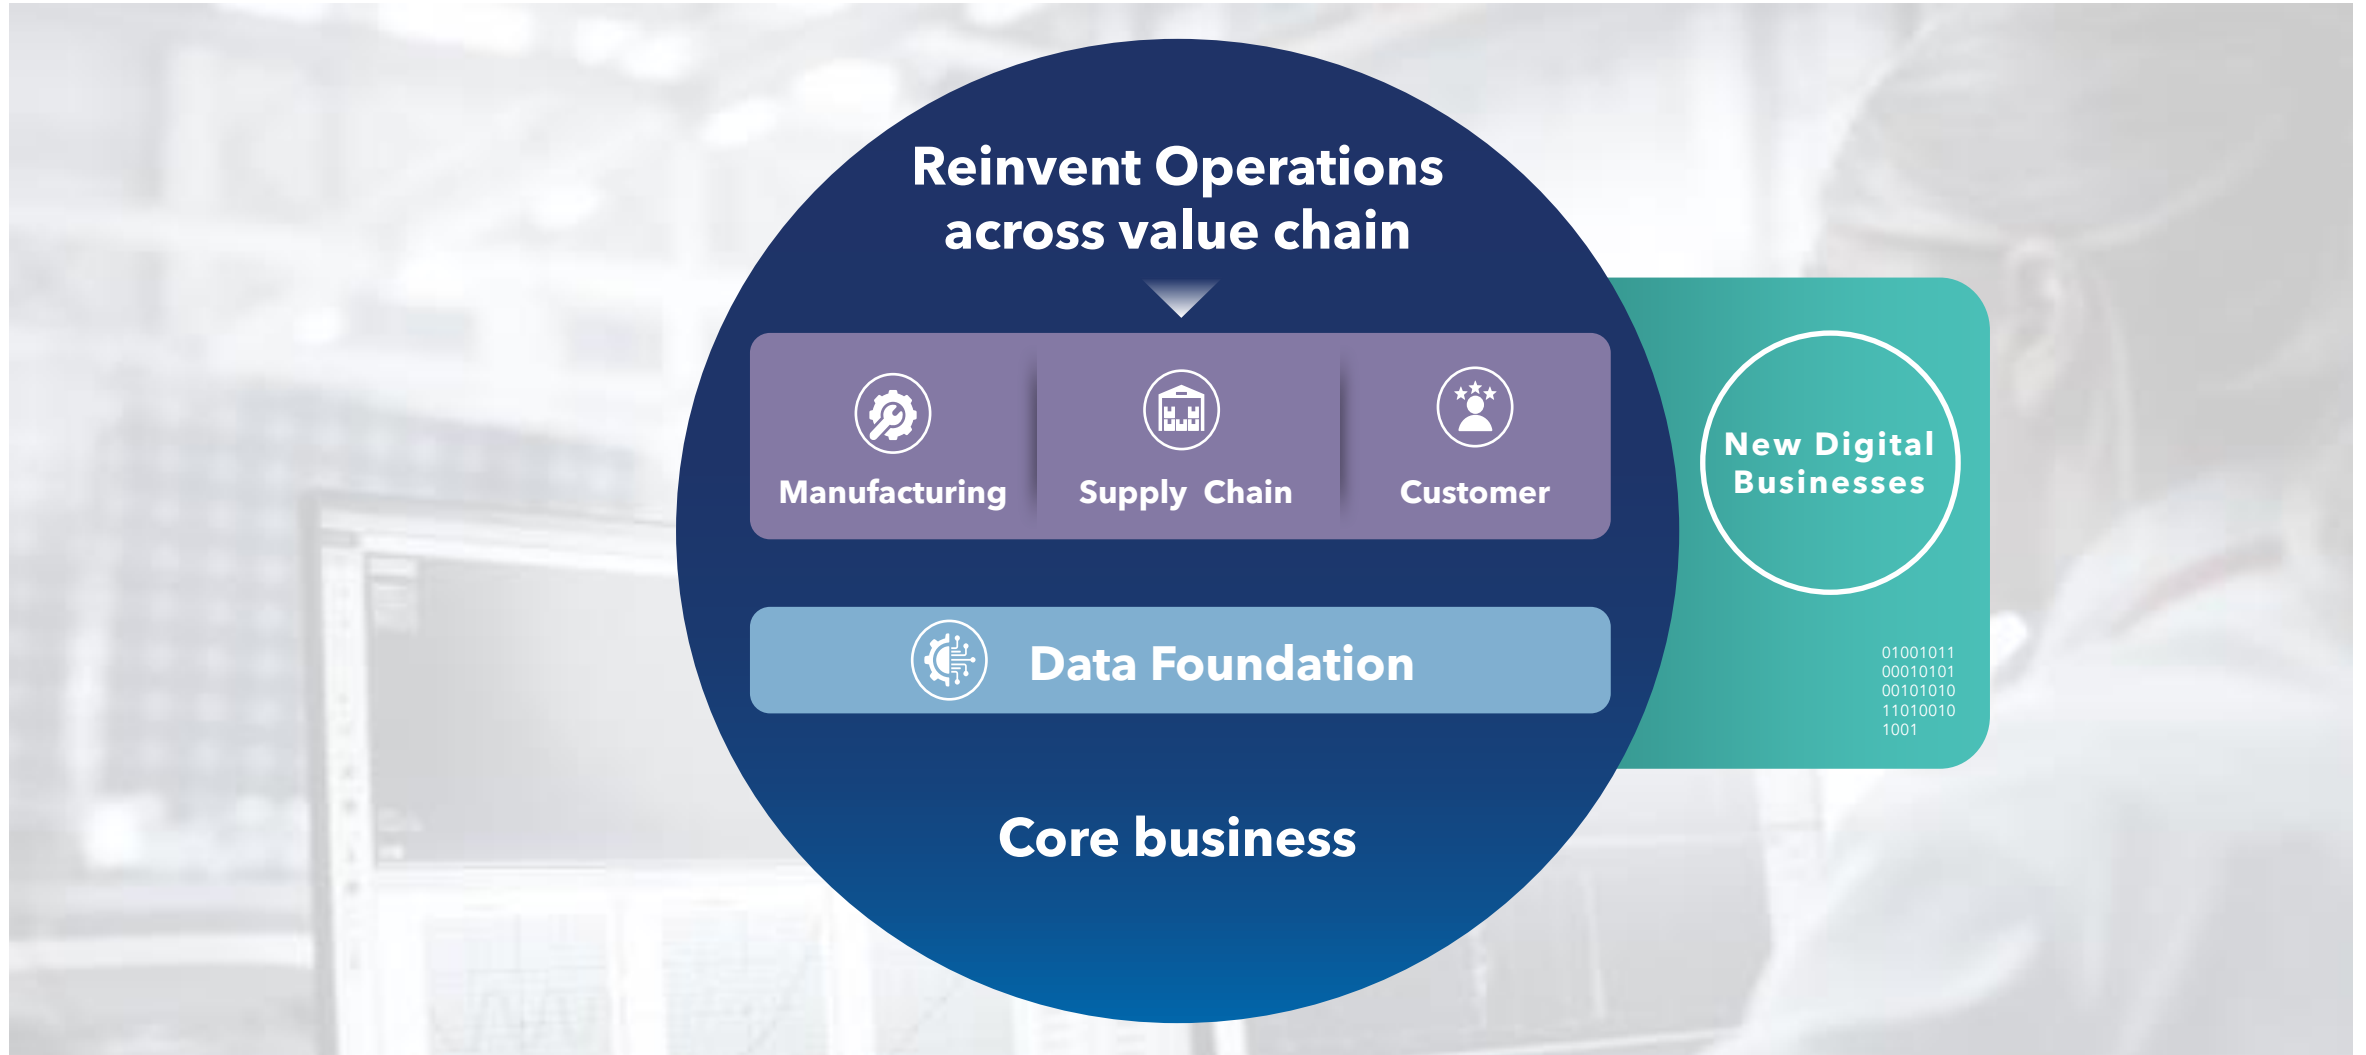 Reinvent Operations
across value chain
Manufacturing
Supply Chain
Customer
New Digital
Businesses
Data Foundation
01001011
00010101
00101010
11010010
1001
Core business